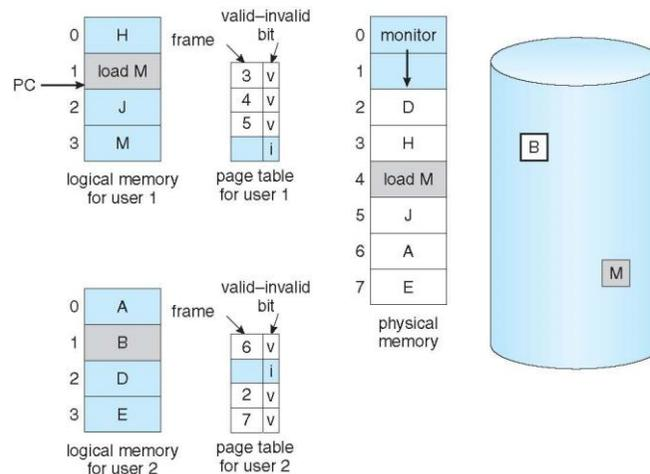 valid–invalid
bit
frame
0 H
1 load M
PC
2 J
3 M
logical memory
for user 1
3 v
4 v
5 v
i
page table
for user 1
0 monitor
1
2 D
3 H
4 load M
5 J
6 A
7 E
physical
memory
B
M
valid–invalid
bit
frame
0 A
1 B
2 D
3 E
logical memory
for user 2
6 v
i
2 v
7 v
page table
for user 2